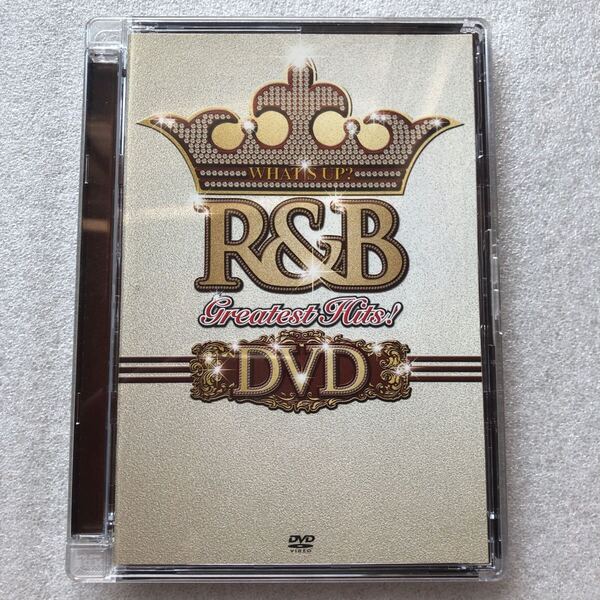 WHAT'S UP?
R&B
Greatest Hits!
DVD
DVD
VIDEO